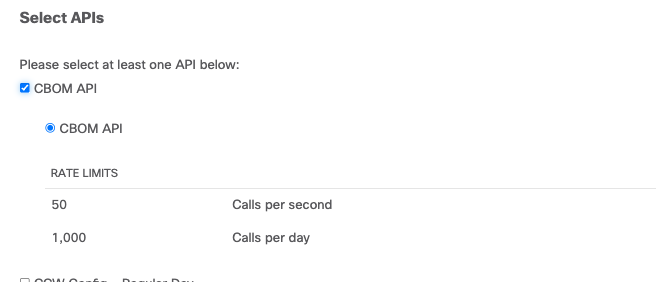 Select APIs
Please select at least one API below:
CBOM API
CBOM API
RATE LIMITS
50 Calls per second
1,000 Calls per day